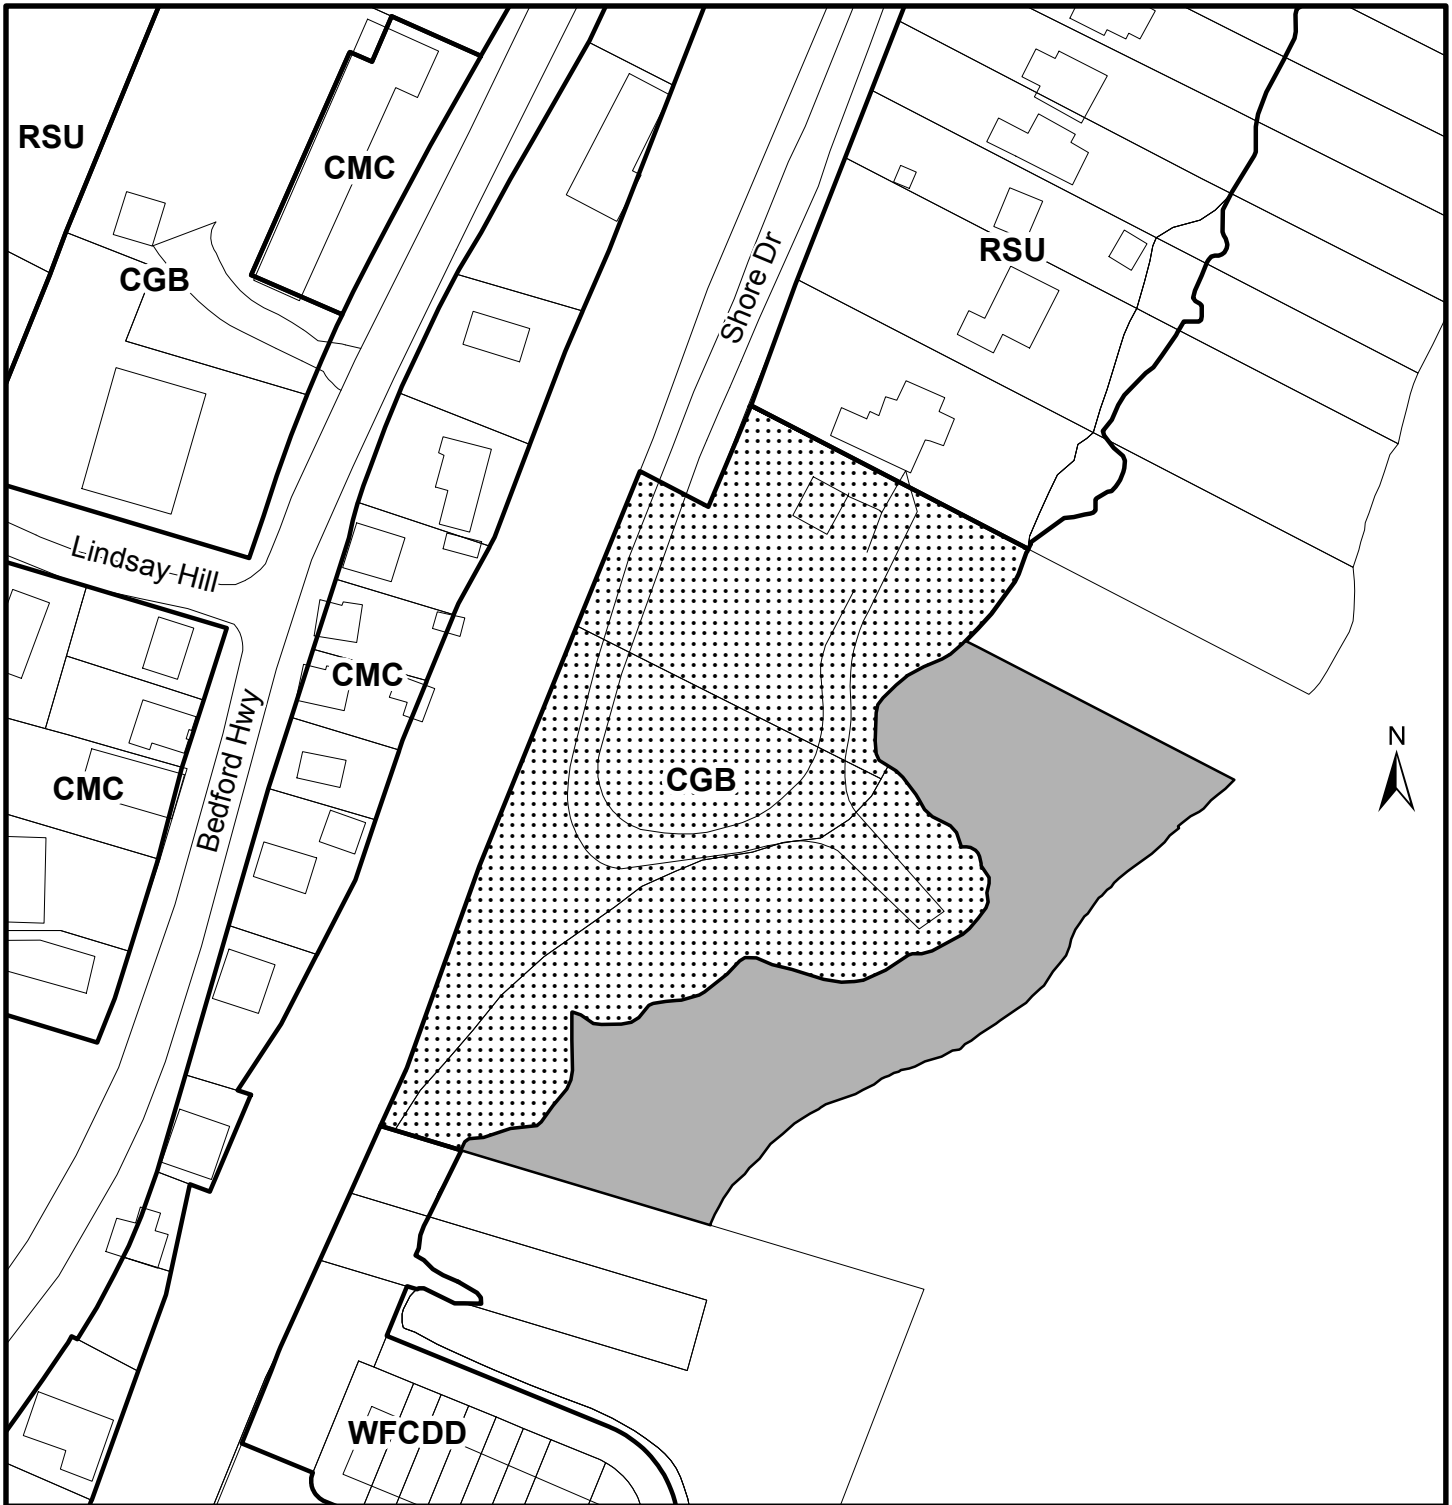 RSU
CMC
Shore Dr
RSU
CGB
Lindsay Hill
CMC
Bedford Hwy
N
CGB
CMC
WFCDD